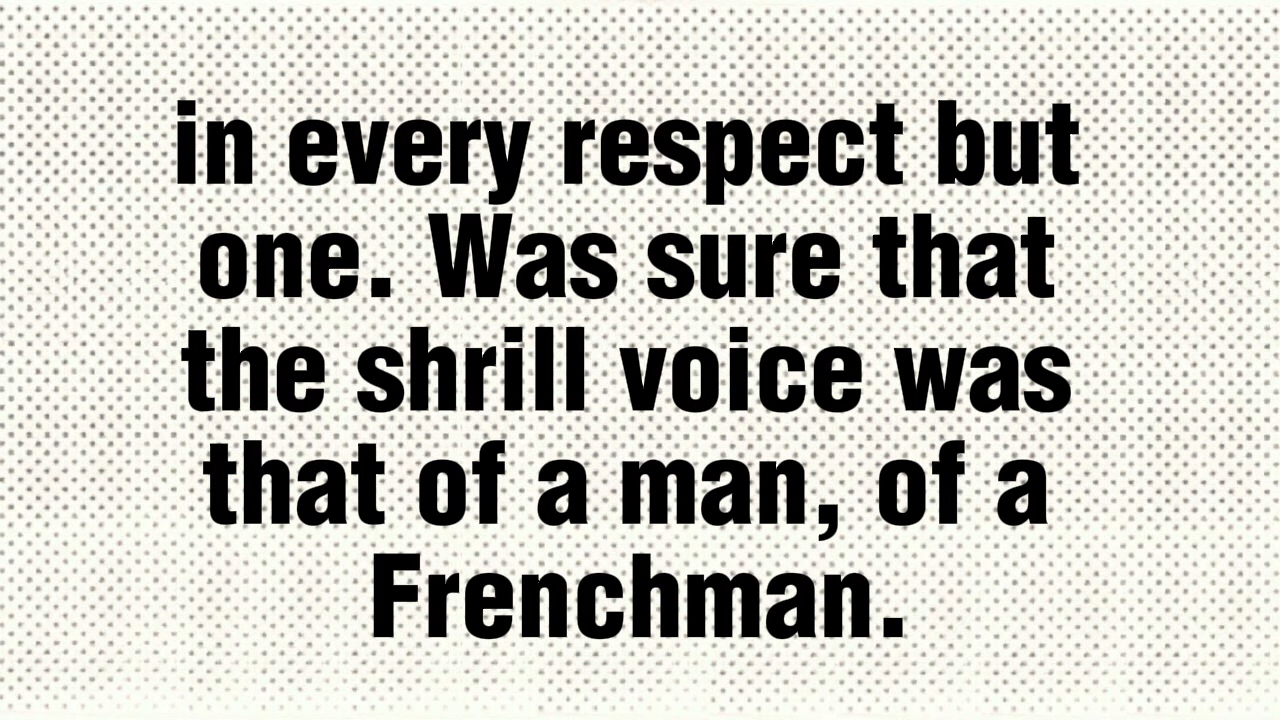 in every respect but
one. Was sure that
the shrill voice was
that of a man, of a
Frenchman.